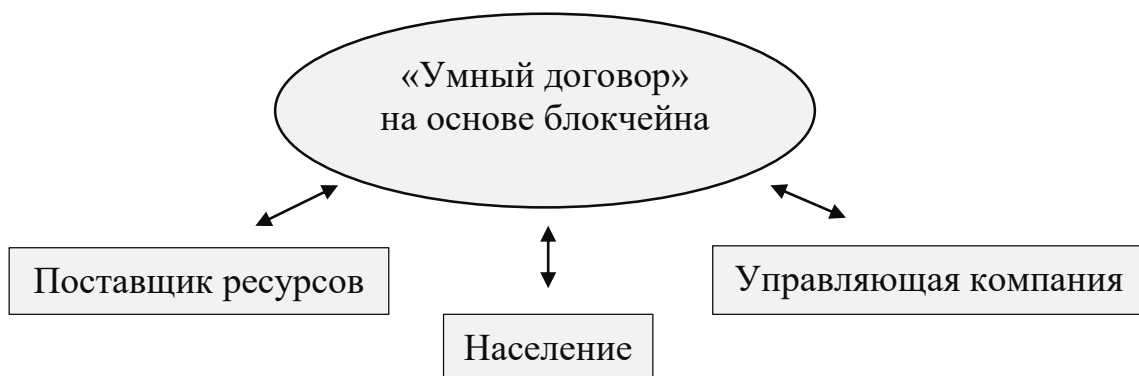 «Умный договор»
на основе блокчейна
Поставщик ресурсов
Управляющая компания
Население